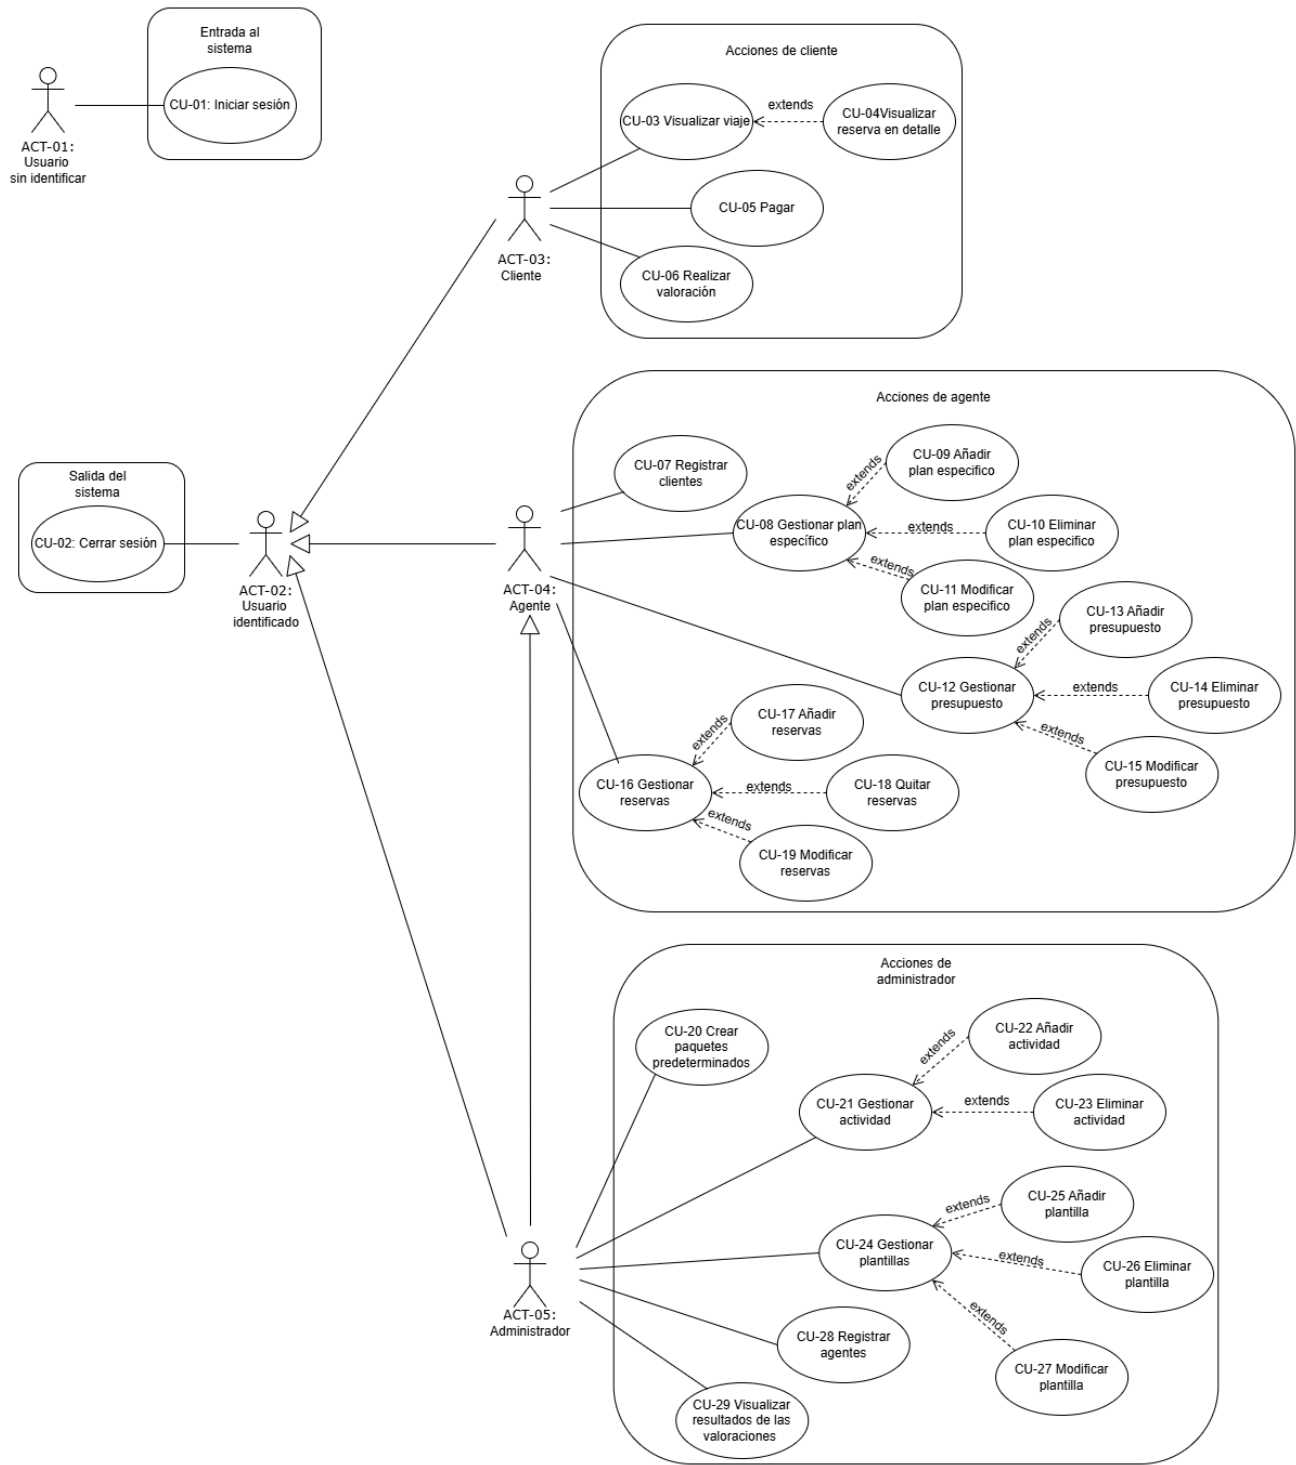 Entrada al
sistema
CU-01: Iniciar sesión
ACT-01:
Usuario
sin identificar
Acciones de cliente
CU-03 Visualizar viaje
extends
CU-04Visualizar
reserva en detalle
CU-05 Pagar
CU-06 Realizar
valoración
ACT-03:
Cliente
Salida del
sistema
CU-02: Cerrar sesión
ACT-02:
Usuario
identificado
Acciones de agente
CU-07 Registrar
clientes
CU-08 Gestionar plan
específico
extends
CU-09 Añadir
plan especifico
extends
CU-10 Eliminar
plan especifico
extends
CU-11 Modificar
plan especifico
ACT-04:
Agente
CU-12 Gestionar
presupuesto
extends
CU-13 Añadir
presupuesto
extends
CU-14 Eliminar
presupuesto
extends
CU-15 Modificar
presupuesto
CU-16 Gestionar
reservas
extends
CU-17 Añadir
reservas
extends
CU-18 Quitar
reservas
extends
CU-19 Modificar
reservas
Acciones de
administrador
CU-20 Crear
paquetes
predeterminados
CU-21 Gestionar
actividad
extends
CU-22 Añadir
actividad
extends
CU-23 Eliminar
actividad
CU-24 Gestionar
plantillas
extends
CU-25 Añadir
plantilla
extends
CU-26 Eliminar
plantilla
extends
CU-27 Modificar
plantilla
ACT-05:
Administrador
CU-28 Registrar
agentes
CU-29 Visualizar
resultados de las
valoraciones